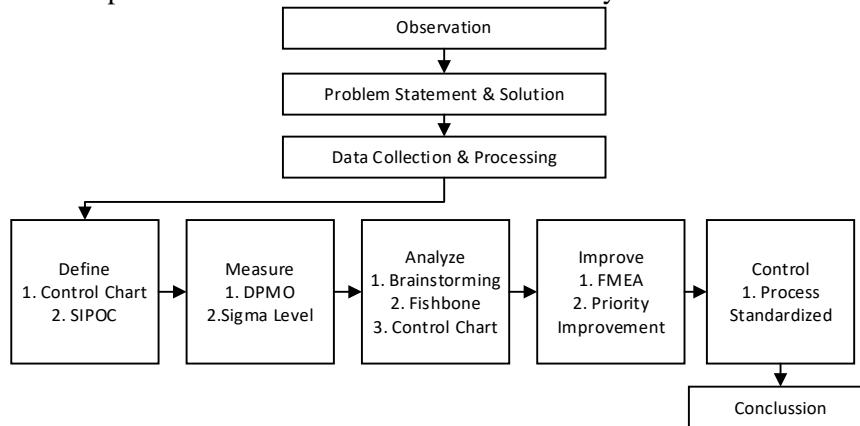 Observation
Problem Statement & Solution
Data Collection & Processing
Define
1. Control Chart
2. SIPOC
Measure
1. DPMO
2.Sigma Level
Analyze
1. Brainstorming
2. Fishbone
3. Control Chart
Improve
1. FMEA
2. Priority
Improvement
Control
1. Process
Standardized
Conclussion